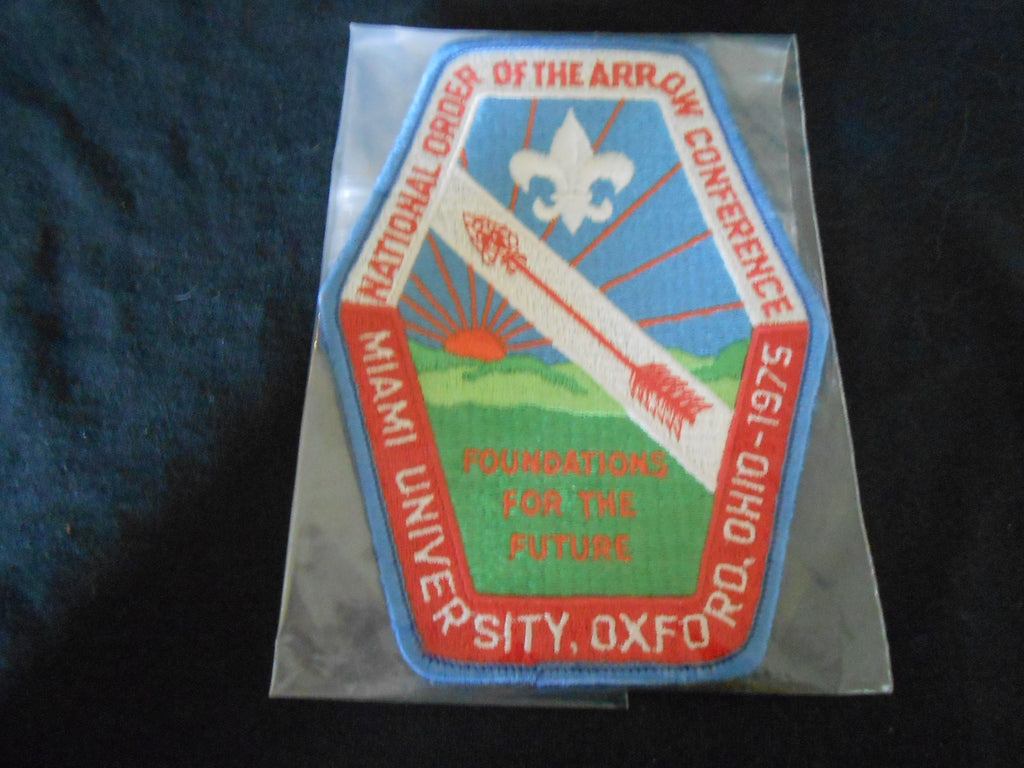 NATIONAL ORDER OF THE ARROW CONFERENCE
FOUNDATIONS
FOR THE
FUTURE
MIAMI UNIVERSITY, OXFORD, OHIO-1975